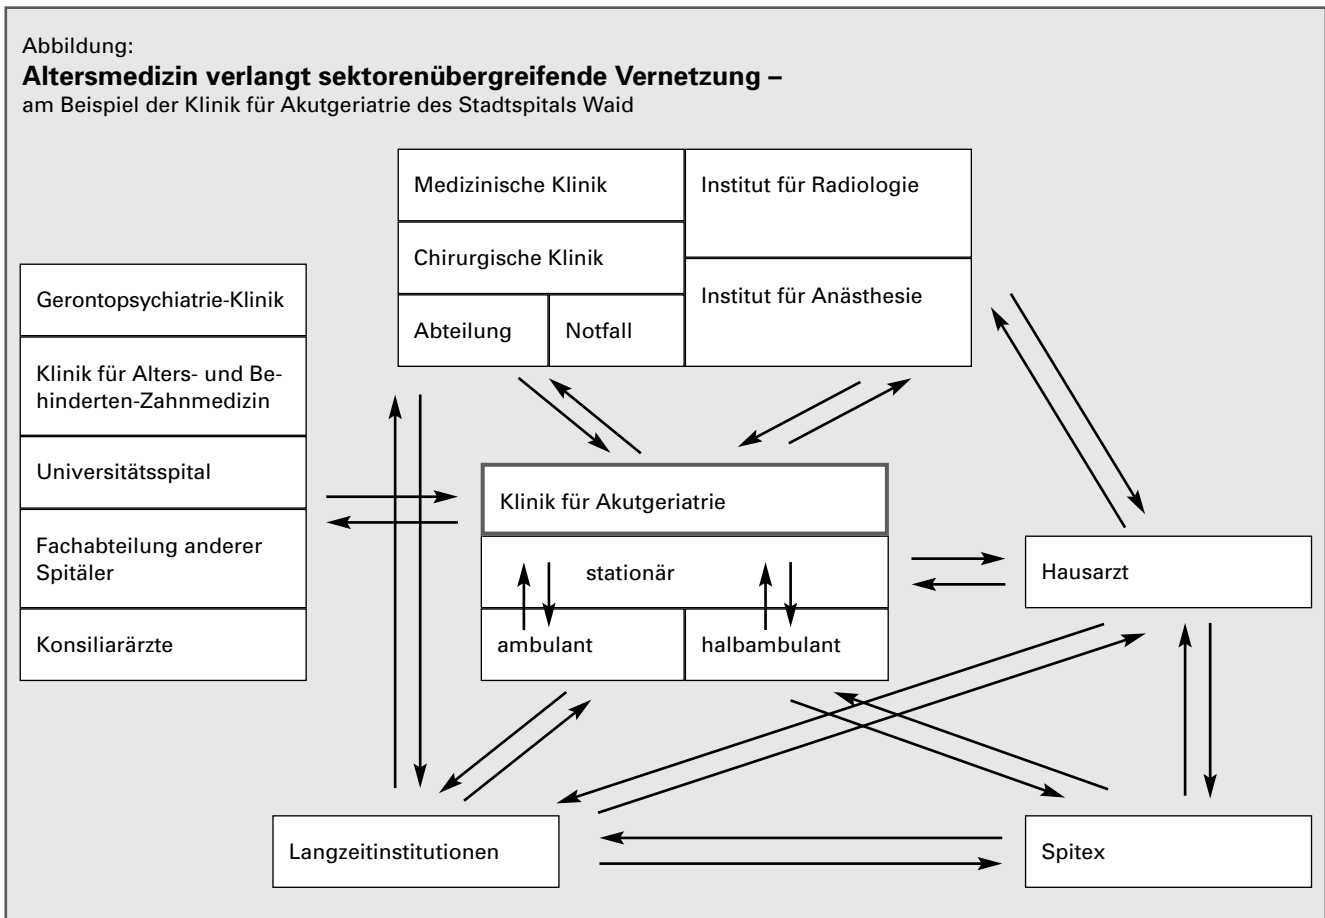 Abbildung:
Altersmedizin verlangt sektorenübergreifende Vernetzung –
am Beispiel der Klinik für Akutgeriatrie des Stadtspitals Waid
Medizinische Klinik
Institut für Radiologie
Chirurgische Klinik
Institut für Anästhesie
Abteilung
Notfall
Gerontopsychiatrie-Klinik
Klinik für Alters- und Be-
hinderten-Zahnmedizin
Universitätsspital
Fachabteilung anderer
Spitäler
Konsiliarärzte
Klinik für Akutgeriatrie
stationär
ambulant
halbambulant
Hausarzt
Langzeitinstitutionen
Spitex